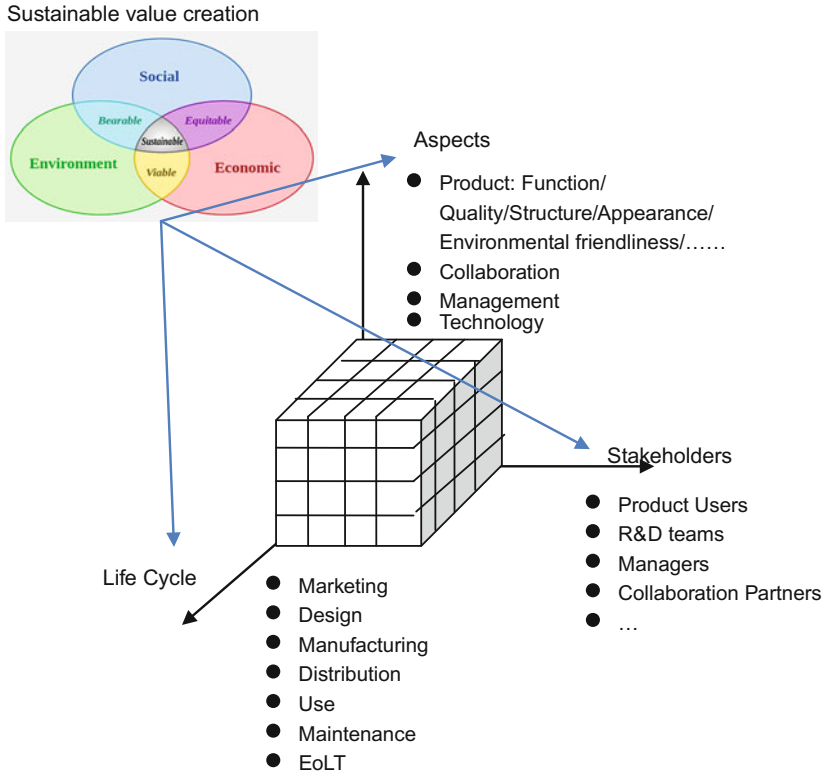 Sustainable value creation
Social
Bearable
Equitable
Sustainable
Environment
Viable
Economic
Aspects
● Product: Function/
Quality/Structure/Appearance/
Environmental friendliness/……
● Collaboration
● Management
● Technology
Stakeholders
● Product Users
● R&D teams
● Managers
● Collaboration Partners
● …
Life Cycle
● Marketing
● Design
● Manufacturing
● Distribution
● Use
● Maintenance
● EoLT